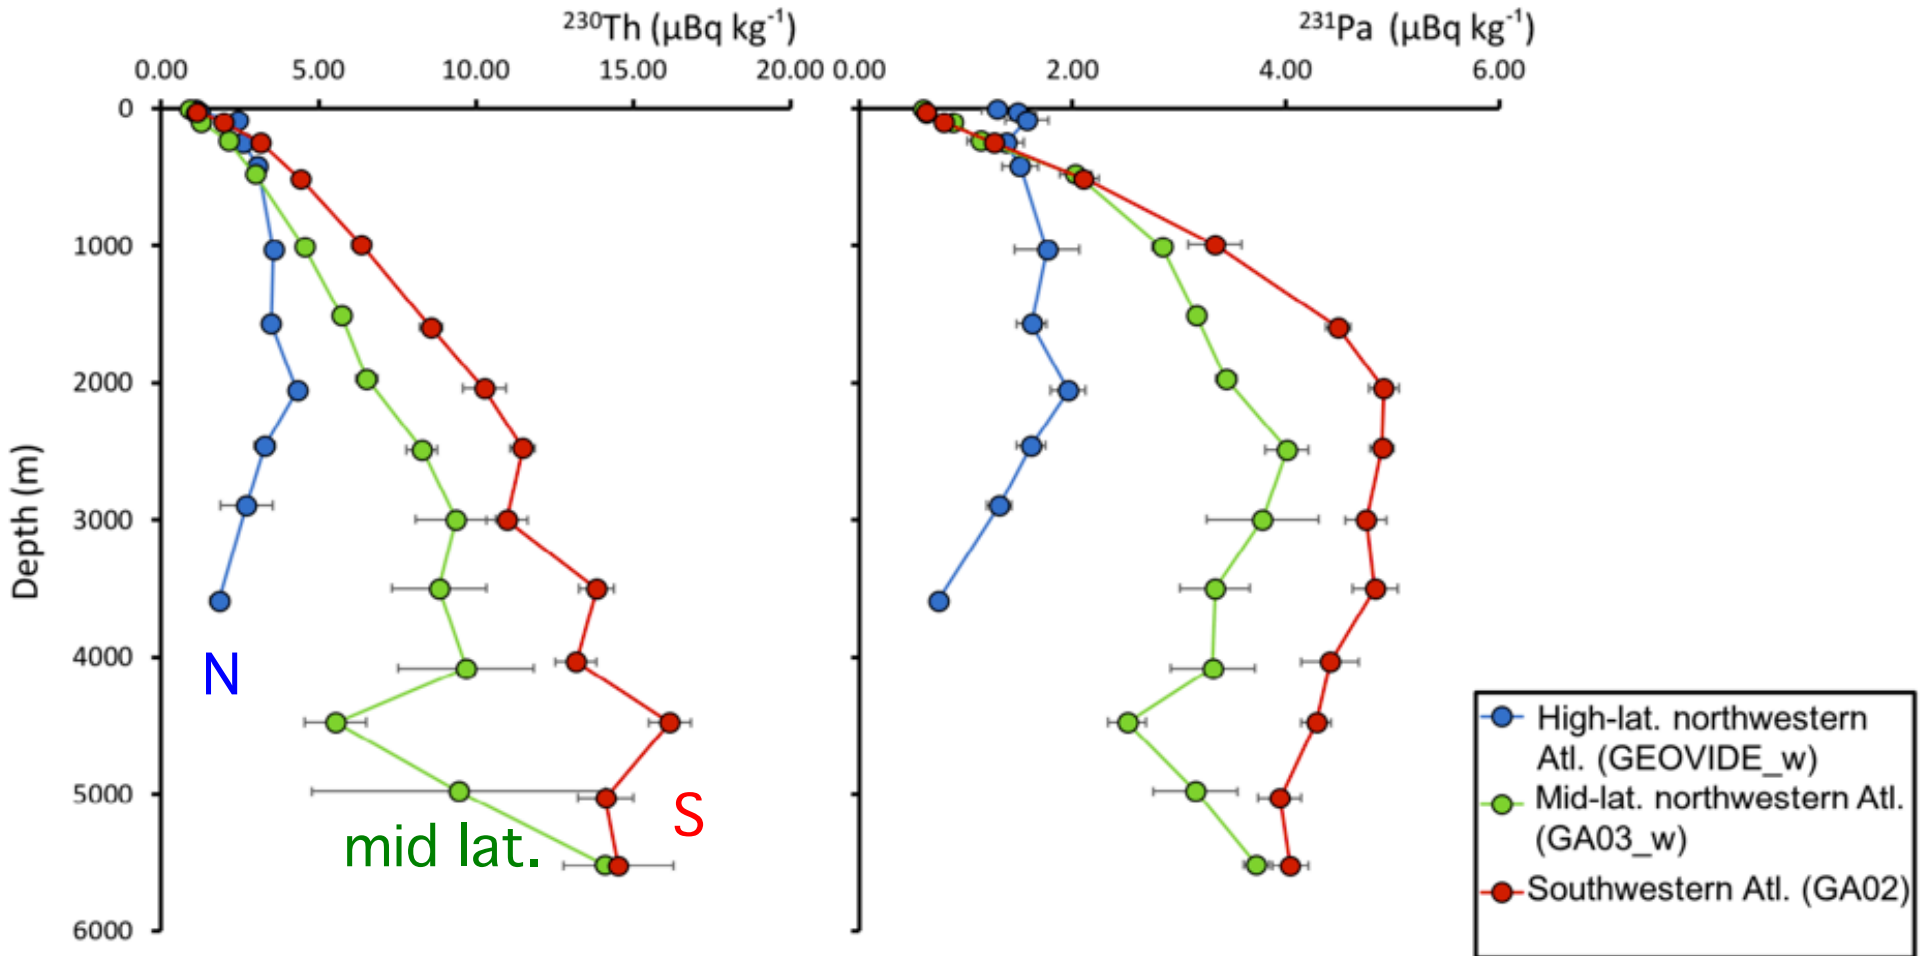 ²³⁰Th (µBq kg⁻¹)
²³¹Pa (µBq kg⁻¹)
0.00 5.00 10.00 15.00 20.00 0.00 2.00 4.00 6.00
0
1000
2000
3000
4000
5000
6000
Depth (m)
N
S
mid lat.
High-lat. northwestern
Atl. (GEOVIDE_w)
Mid-lat. northwestern Atl.
(GA03_w)
Southwestern Atl. (GA02)